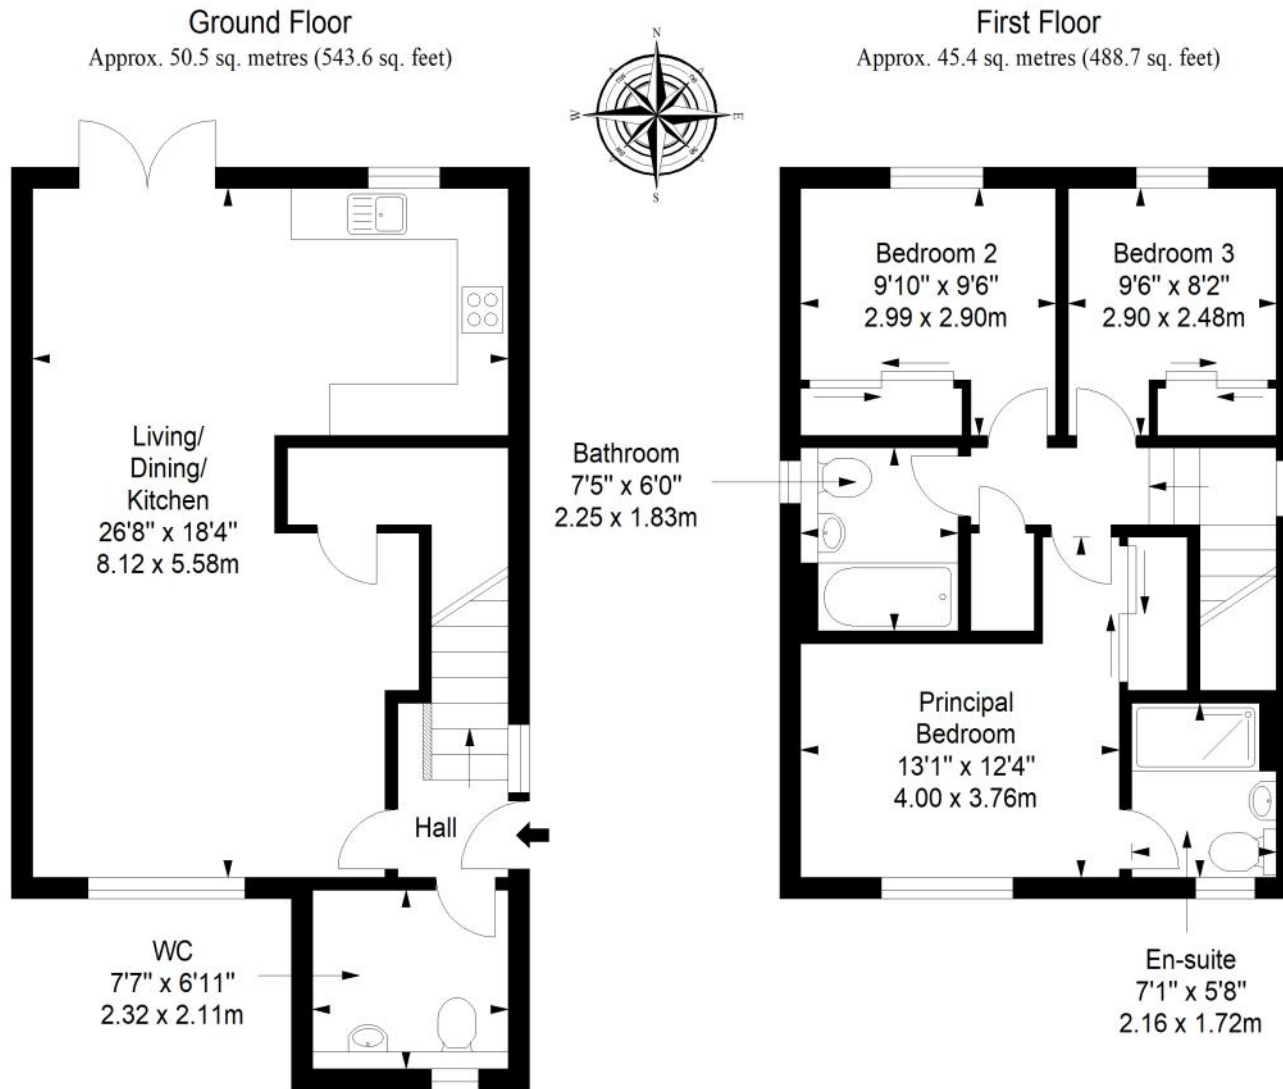 Ground Floor
Approx. 50.5 sq. metres (543.6 sq. feet)
First Floor
Approx. 45.4 sq. metres (488.7 sq. feet)
N
nw
ne
W
E
sw
se
S
Living/
Dining/
Kitchen
26'8" x 18'4"
8.12 x 5.58m
Hall
WC
7'7" x 6'11"
2.32 x 2.11m
Bedroom 2
9'10" x 9'6"
2.99 x 2.90m
Bedroom 3
9'6" x 8'2"
2.90 x 2.48m
Bathroom
7'5" x 6'0"
2.25 x 1.83m
Principal
Bedroom
13'1" x 12'4"
4.00 x 3.76m
En-suite
7'1" x 5'8"
2.16 x 1.72m